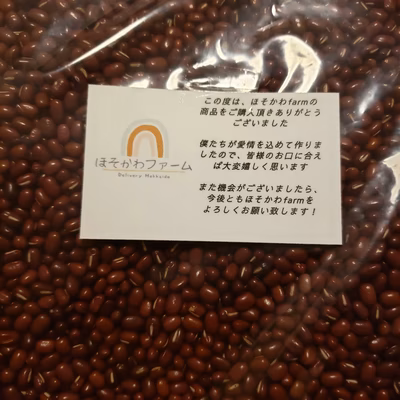 ほそかわファーム
Delivery Hokkaido
この度は、ほそかわfarmの
商品をご購入頂きありがとう
ございました
僕たちが愛情を込めて作りま
したので、皆様のお口に合え
ば大変嬉しく思います
また機会がございましたら、
今後ともほそかわfarmを
よろしくお願い致します!